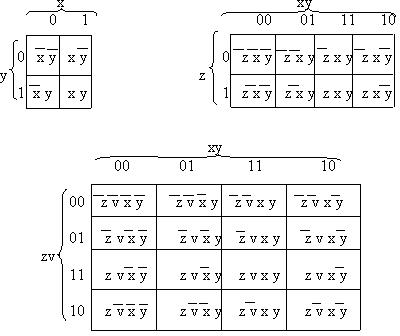 x
0 1
y
0 x̄ ȳ x ȳ
1 x̄ y x y
xy
00 01 11 10
z
0 z̄ x̄ ȳ z̄ x̄ y z̄ x y z̄ x ȳ
1 z x̄ ȳ z x̄ y z x y z x ȳ
xy
00 01 11 10
zv
00 z̄ v̄ x̄ ȳ z̄ v̄ x̄ y z̄ v̄ x y z̄ v̄ x ȳ
01 z̄ v x̄ ȳ z̄ v x̄ y z̄ v x y z̄ v x ȳ
11 z v x̄ ȳ z v x̄ y z v x y z v x ȳ
10 z v̄ x̄ ȳ z v̄ x̄ y z v̄ x y z v̄ x ȳ